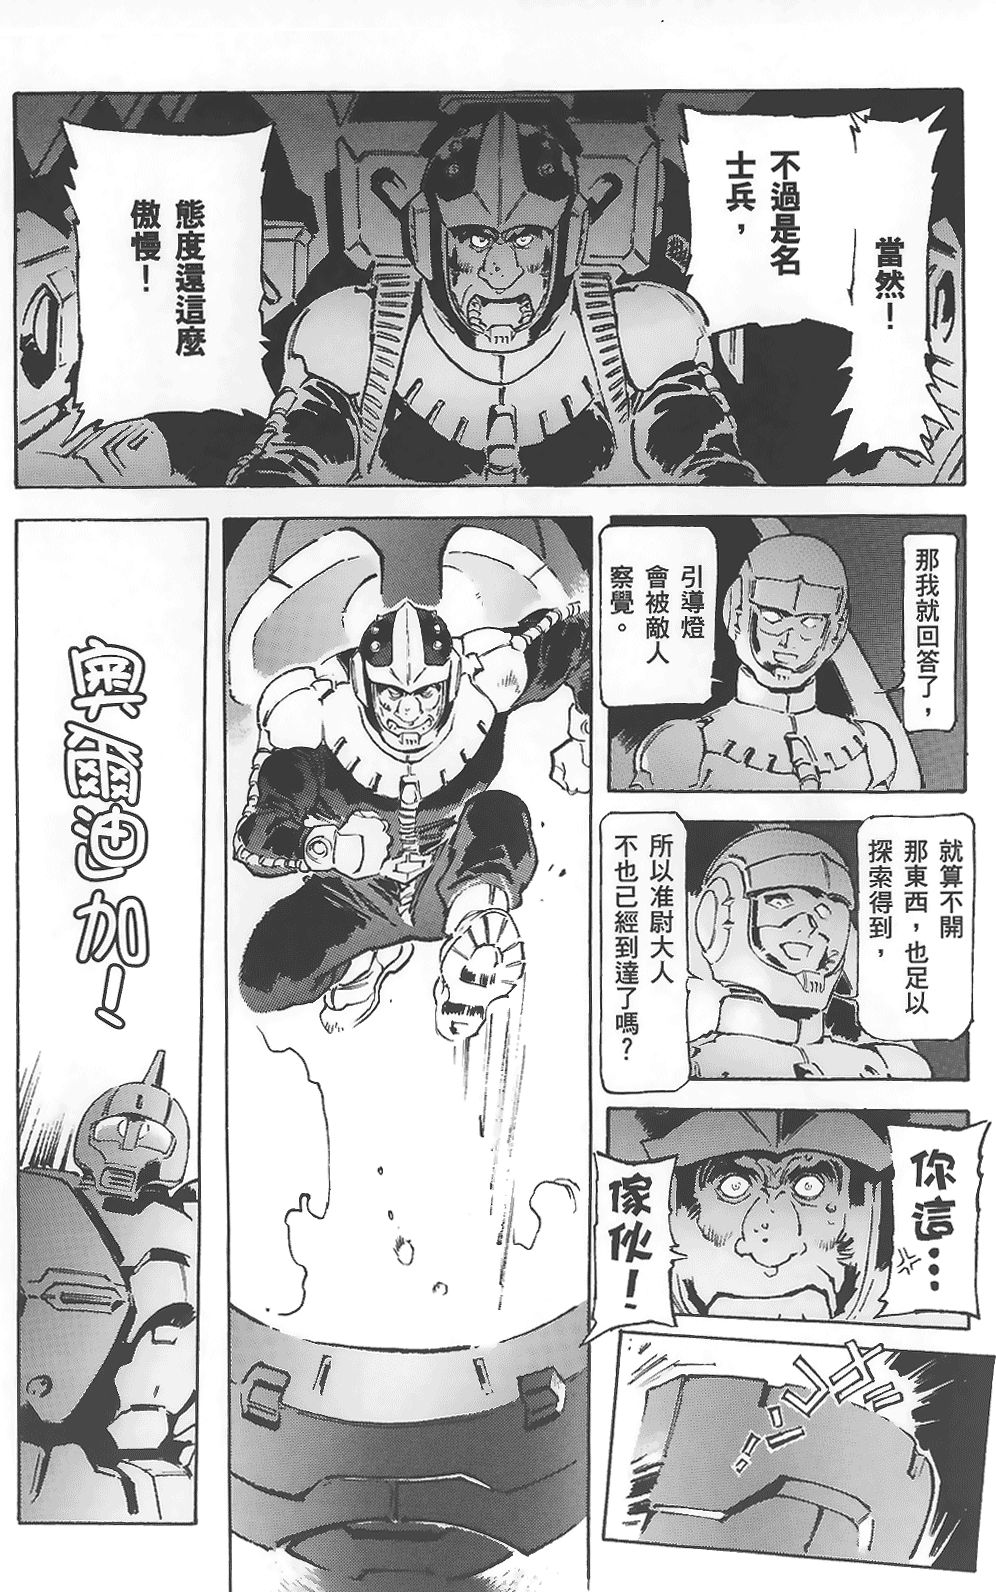 當然！
不過是名
士兵，
態度還這麼
傲慢！
那我就回答了，
引導燈
會被敵人
察覺。
就算不開
那東西，也足以
探索得到，
所以准尉大人
不也已經到達了嗎？
你這⋯
傢伙！
奧爾迪加！